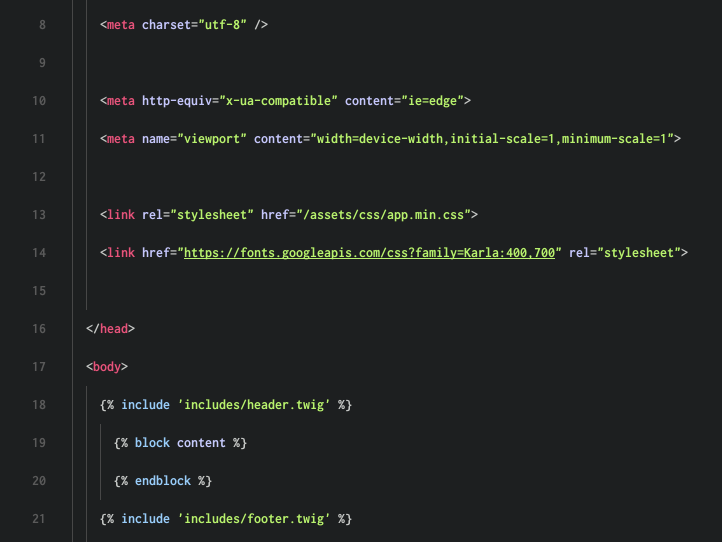 8 <meta charset="utf-8" />
9
10 <meta http-equiv="x-ua-compatible" content="ie=edge">
11 <meta name="viewport" content="width=device-width,initial-scale=1,minimum-scale=1">
12
13 <link rel="stylesheet" href="/assets/css/app.min.css">
14 <link href="https://fonts.googleapis.com/css?family=Karla:400,700" rel="stylesheet">
15
16 </head>
17 <body>
18 {% include 'includes/header.twig' %}
19 {% block content %}
20 {% endblock %}
21 {% include 'includes/footer.twig' %}